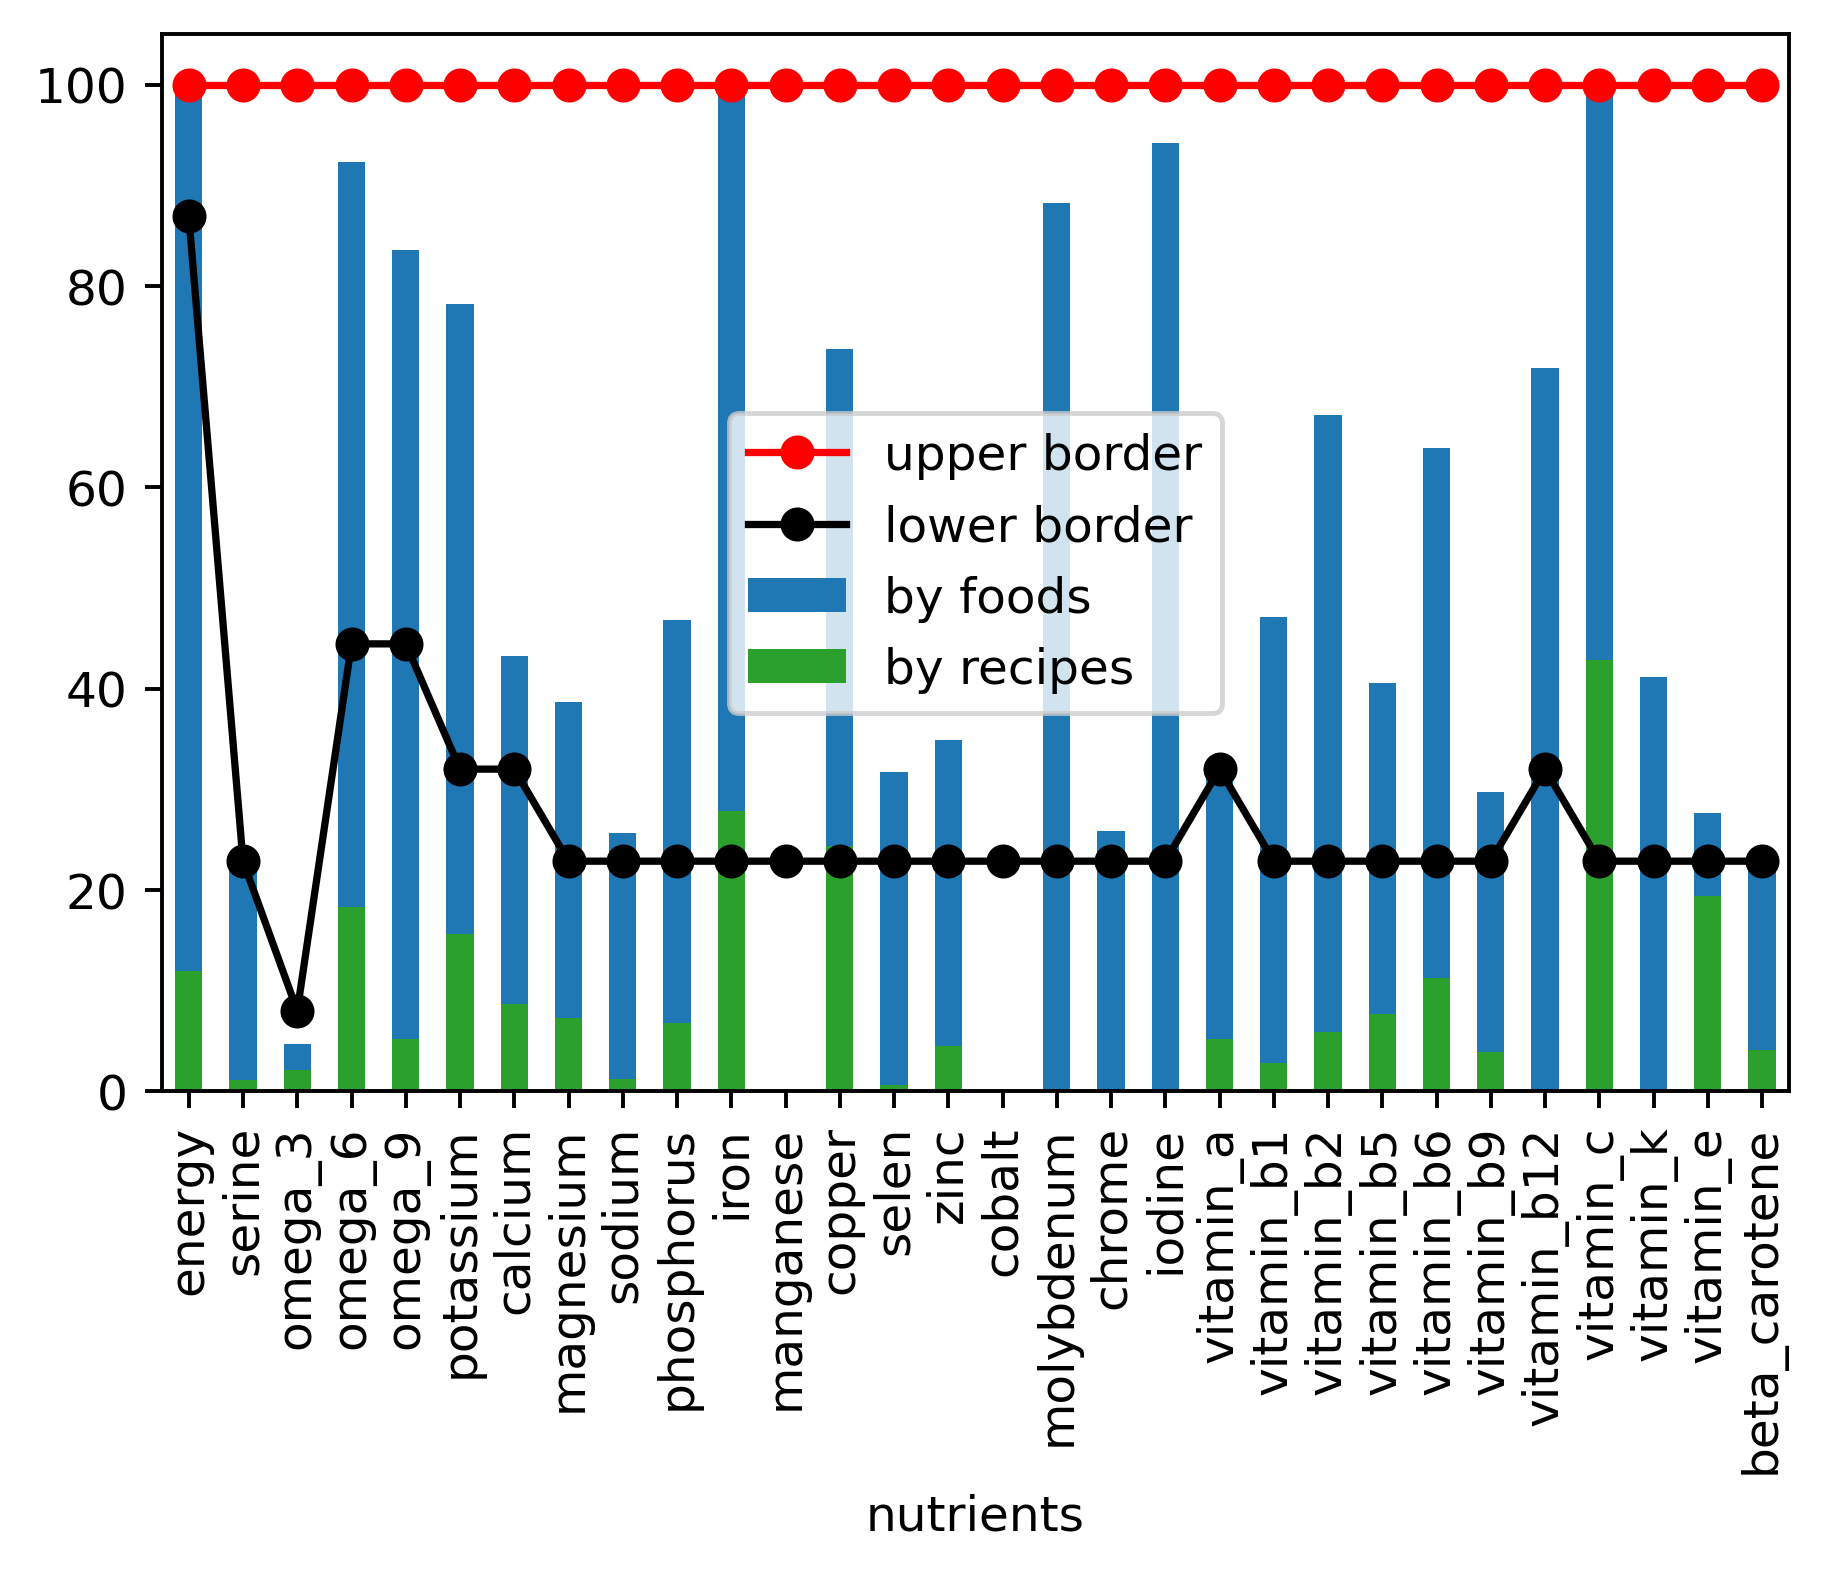 100
80
60
40
20
0
upper border
lower border
by foods
by recipes
energy
serine
omega_3
omega_6
omega_9
potassium
calcium
magnesium
sodium
phosphorus
iron
manganese
copper
selen
zinc
cobalt
molybdenum
chrome
iodine
vitamin_a
vitamin_b1
vitamin_b2
vitamin_b5
vitamin_b6
vitamin_b9
vitamin_b12
vitamin_c
vitamin_k
vitamin_e
beta_carotene
nutrients